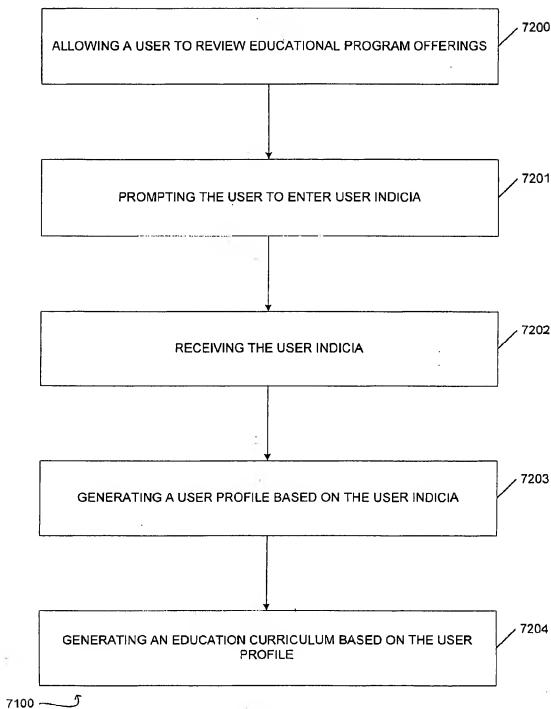 7200
ALLOWING A USER TO REVIEW EDUCATIONAL PROGRAM OFFERINGS
7201
PROMPTING THE USER TO ENTER USER INDICIA
7202
RECEIVING THE USER INDICIA
7203
GENERATING A USER PROFILE BASED ON THE USER INDICIA
7204
GENERATING AN EDUCATION CURRICULUM BASED ON THE USER
PROFILE
7100